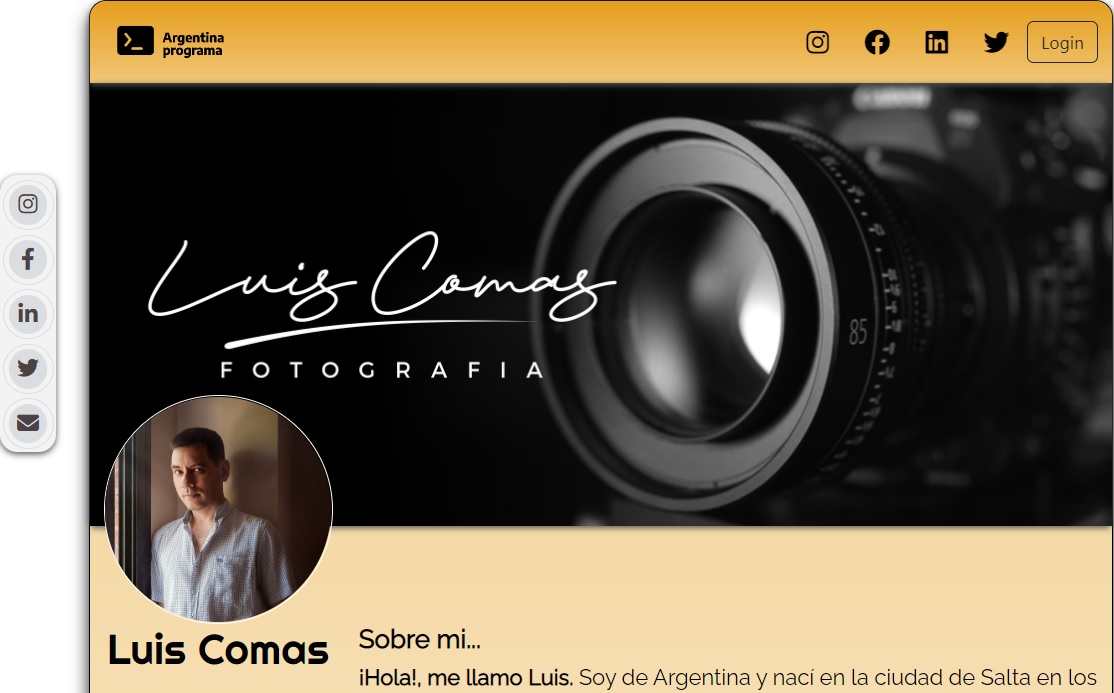 Argentina
programa
Login
Luis Comas
FOTOGRAFIA
85
Luis Comas
Sobre mi...
¡Hola!, me llamo Luis. Soy de Argentina y nací en la ciudad de Salta en los